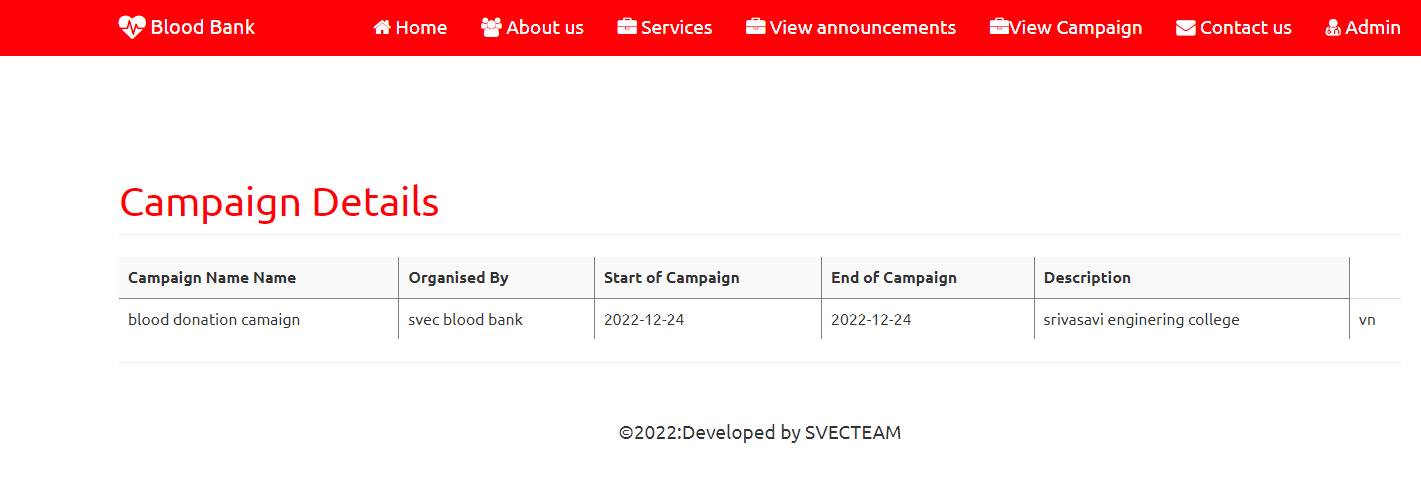 Blood Bank Home About us Services View announcements View Campaign Contact us Admin
Campaign Details
Campaign Name Name Organised By Start of Campaign End of Campaign Description
blood donation camaign svec blood bank 2022-12-24 2022-12-24 srivasavi enginering college vn
©2022:Developed by SVECTEAM